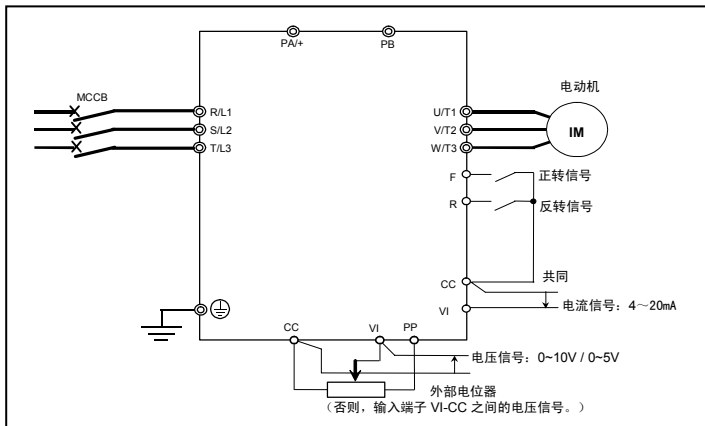 PA/+
PB
MCCB
电动机
R/L1
U/T1
S/L2
V/T2
IM
T/L3
W/T3
F
正转信号
R
反转信号
共同
CC
VI
电流信号：4～20mA
CC
VI
PP
电压信号：0~10V / 0~5V
外部电位器
（否则，输入端子 VI-CC 之间的电压信号。）